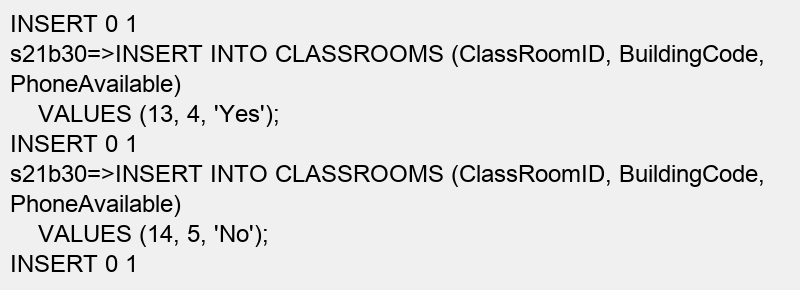 INSERT 0 1
s21b30=>INSERT INTO CLASSROOMS (ClassRoomID, BuildingCode,
PhoneAvailable)
VALUES (13, 4, 'Yes');
INSERT 0 1
s21b30=>INSERT INTO CLASSROOMS (ClassRoomID, BuildingCode,
PhoneAvailable)
VALUES (14, 5, 'No');
INSERT 0 1